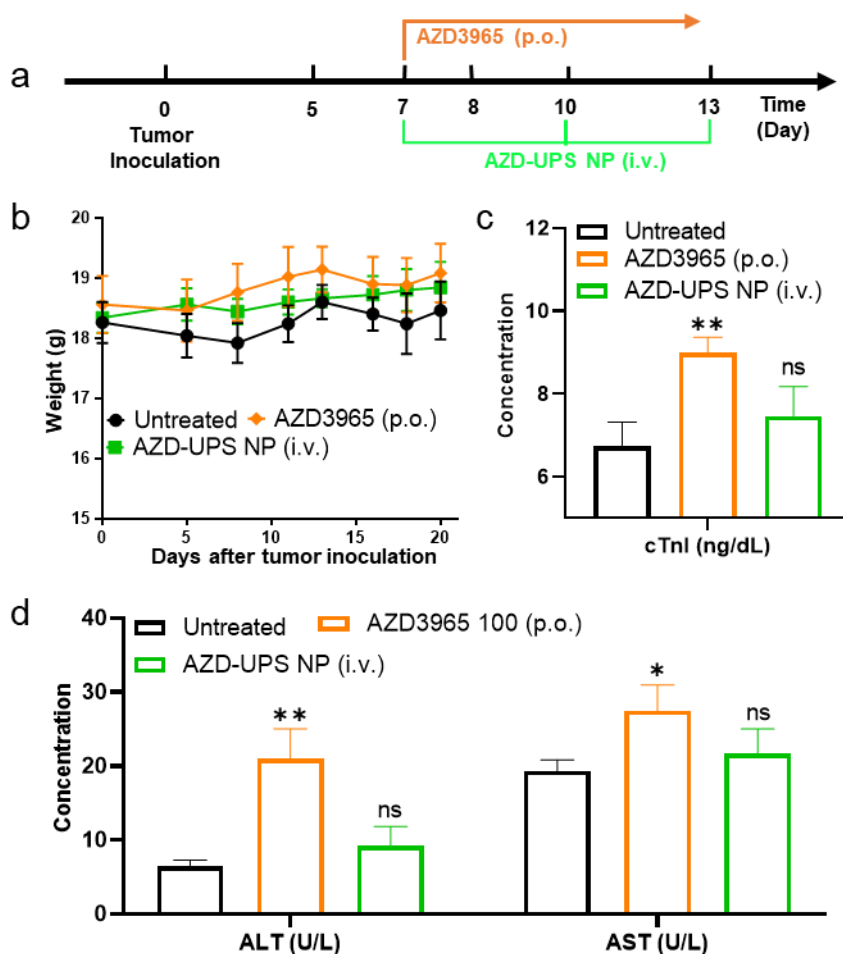 a
AZD3965 (p.o.)
0 5 7 8 10 13 Time
(Day)
Tumor
Inoculation
AZD-UPS NP (i.v.)
b
20
19
18
17
16
15
Weight (g)
Untreated AZD3965 (p.o.)
AZD-UPS NP (i.v.)
0 5 10 15 20
Days after tumor inoculation
c
12
9
8
6
Concentration
Untreated
AZD3965 (p.o.)
AZD-UPS NP (i.v.)
**
ns
cTnI (ng/dL)
d
40
30
20
10
0
Concentration
Untreated AZD3965 100 (p.o.)
AZD-UPS NP (i.v.)
**
ns
*
ns
ALT (U/L) AST (U/L)